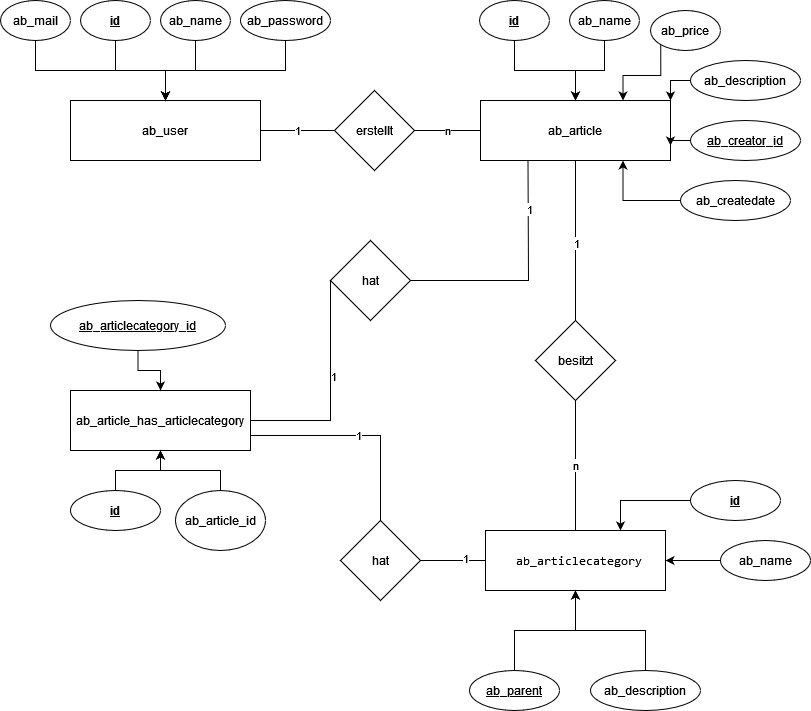 ab_mail
id
ab_name
ab_password
id
ab_name
ab_price
ab_description
ab_user
1
erstellt
n
ab_article
ab_creator_id
ab_createdate
1
1
hat
ab_articlecategory_id
besitzt
1
ab_article_has_articlecategory
1
n
id
ab_article_id
id
hat
1
ab_articlecategory
ab_name
ab_parent
ab_description